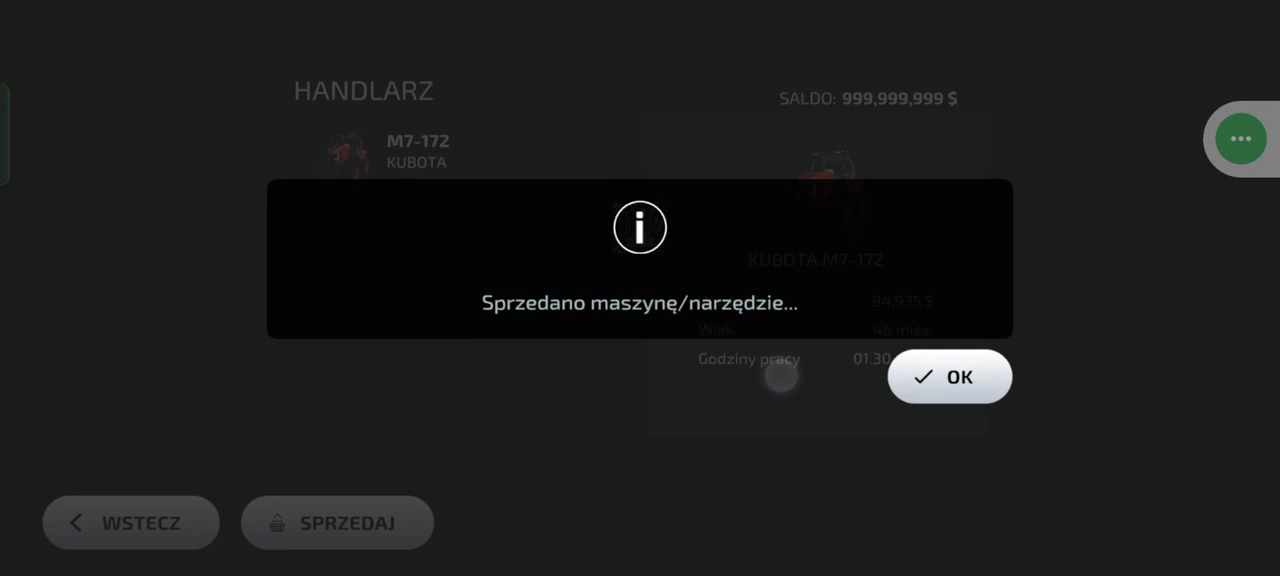 HANDLARZ
SALDO: 999,999,999 $
M7-172
KUBOTA
KUBOTA M7-172
Sprzedano maszynę/narzędzie...
94,935 $
Wiek: 46 mies.
Godziny pracy 01.30
OK
WSTECZ
SPRZEDAJ